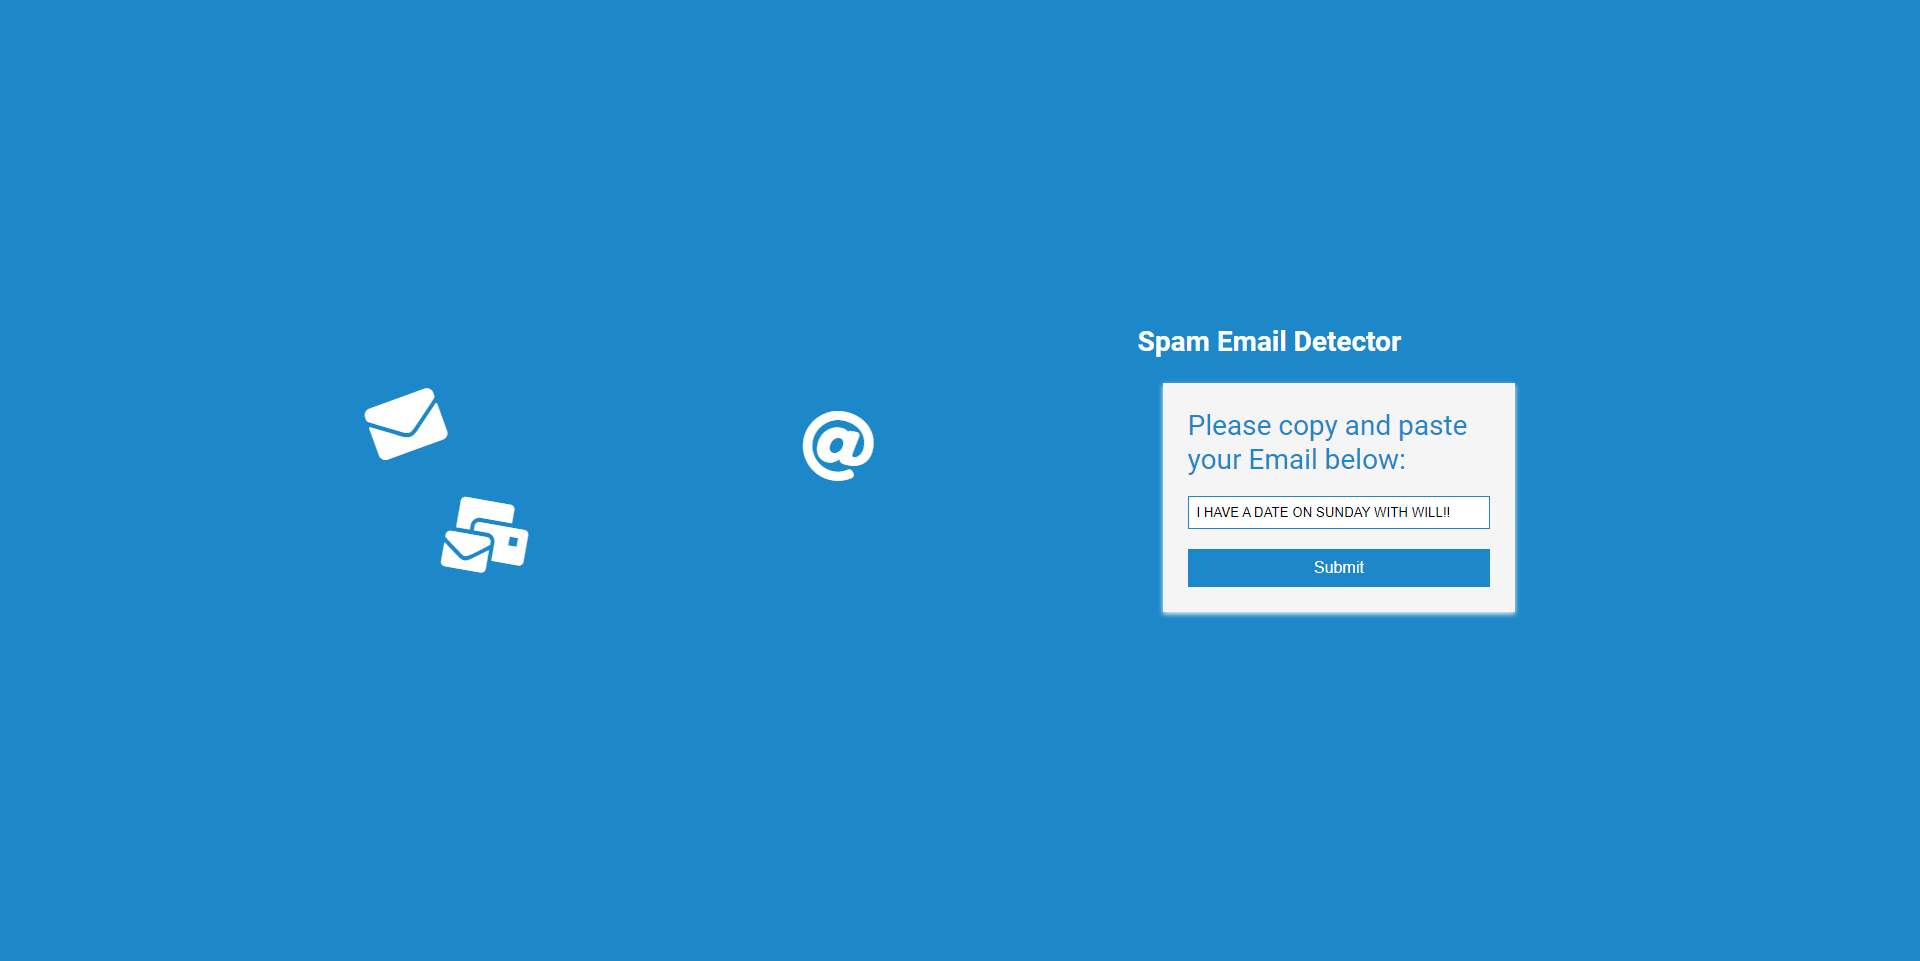 Spam Email Detector
Please copy and paste
your Email below:
I HAVE A DATE ON SUNDAY WITH WILL!!
Submit